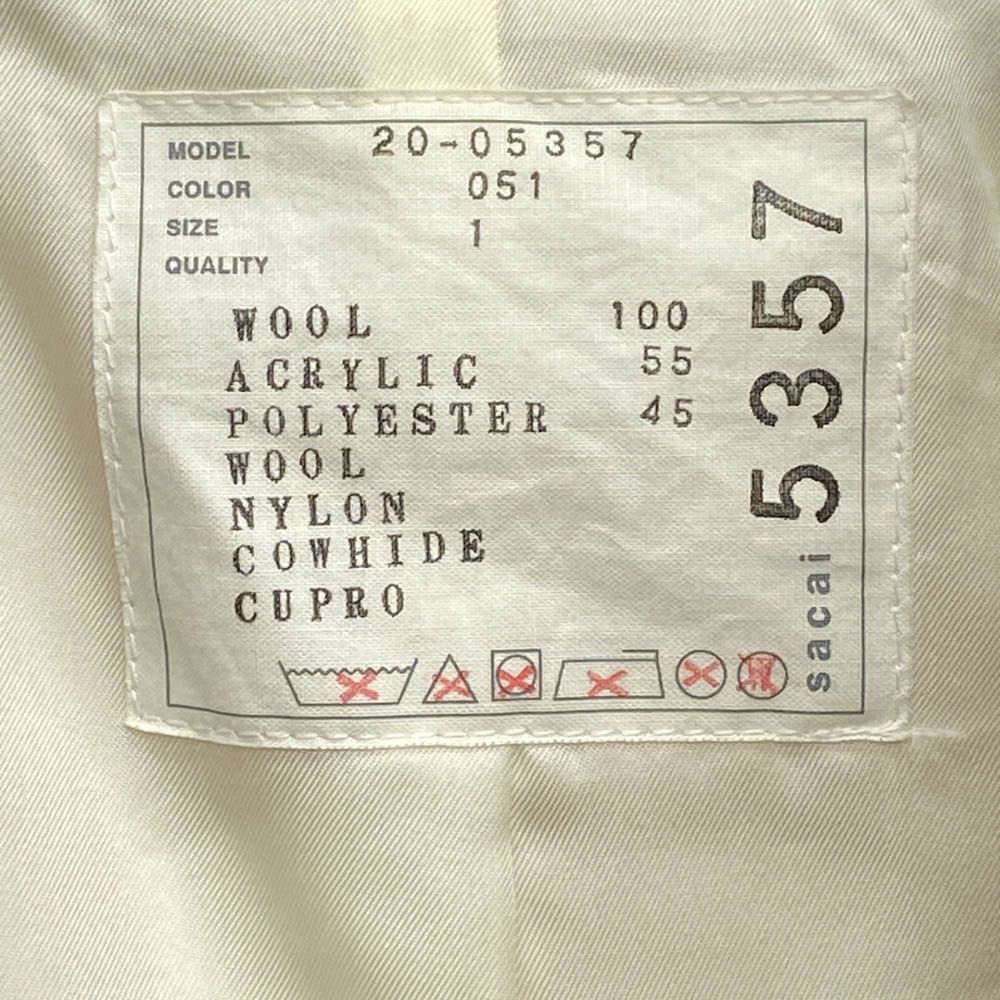 MODEL 20-05357
COLOR 051
SIZE 1
QUALITY
WOOL 100
ACRYLIC 55
POLYESTER 45
WOOL
NYLON
COWHIDE
CUPRO
sacai 5357